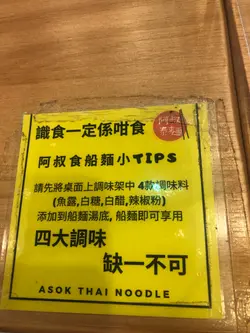 識食一定係咁食
阿叔食船麵小TIPS
請先將桌面上調味架中 4款調味料
(魚露,白糖,白醋,辣椒粉)
添加到船麵湯底, 船麵即可享用
四大調味
缺一不可
ASOK THAI NOODLE